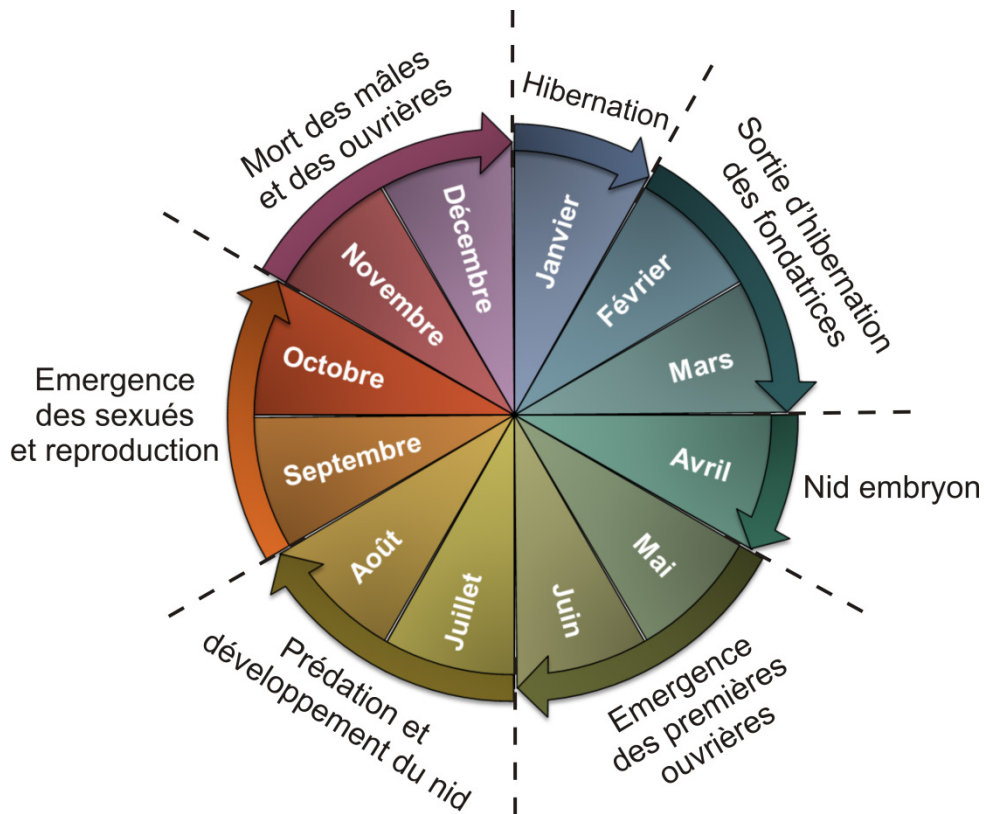 Hibernation
Sortie d'hibernation
des fondatrices
Nid embryon
Emergence
des premières
ouvrières
Prédation et
développement du nid
Emergence
des sexués
et reproduction
Mort des mâles
et des ouvrières
Janvier
Février
Mars
Avril
Mai
Juin
Juillet
Août
Septembre
Octobre
Novembre
Décembre